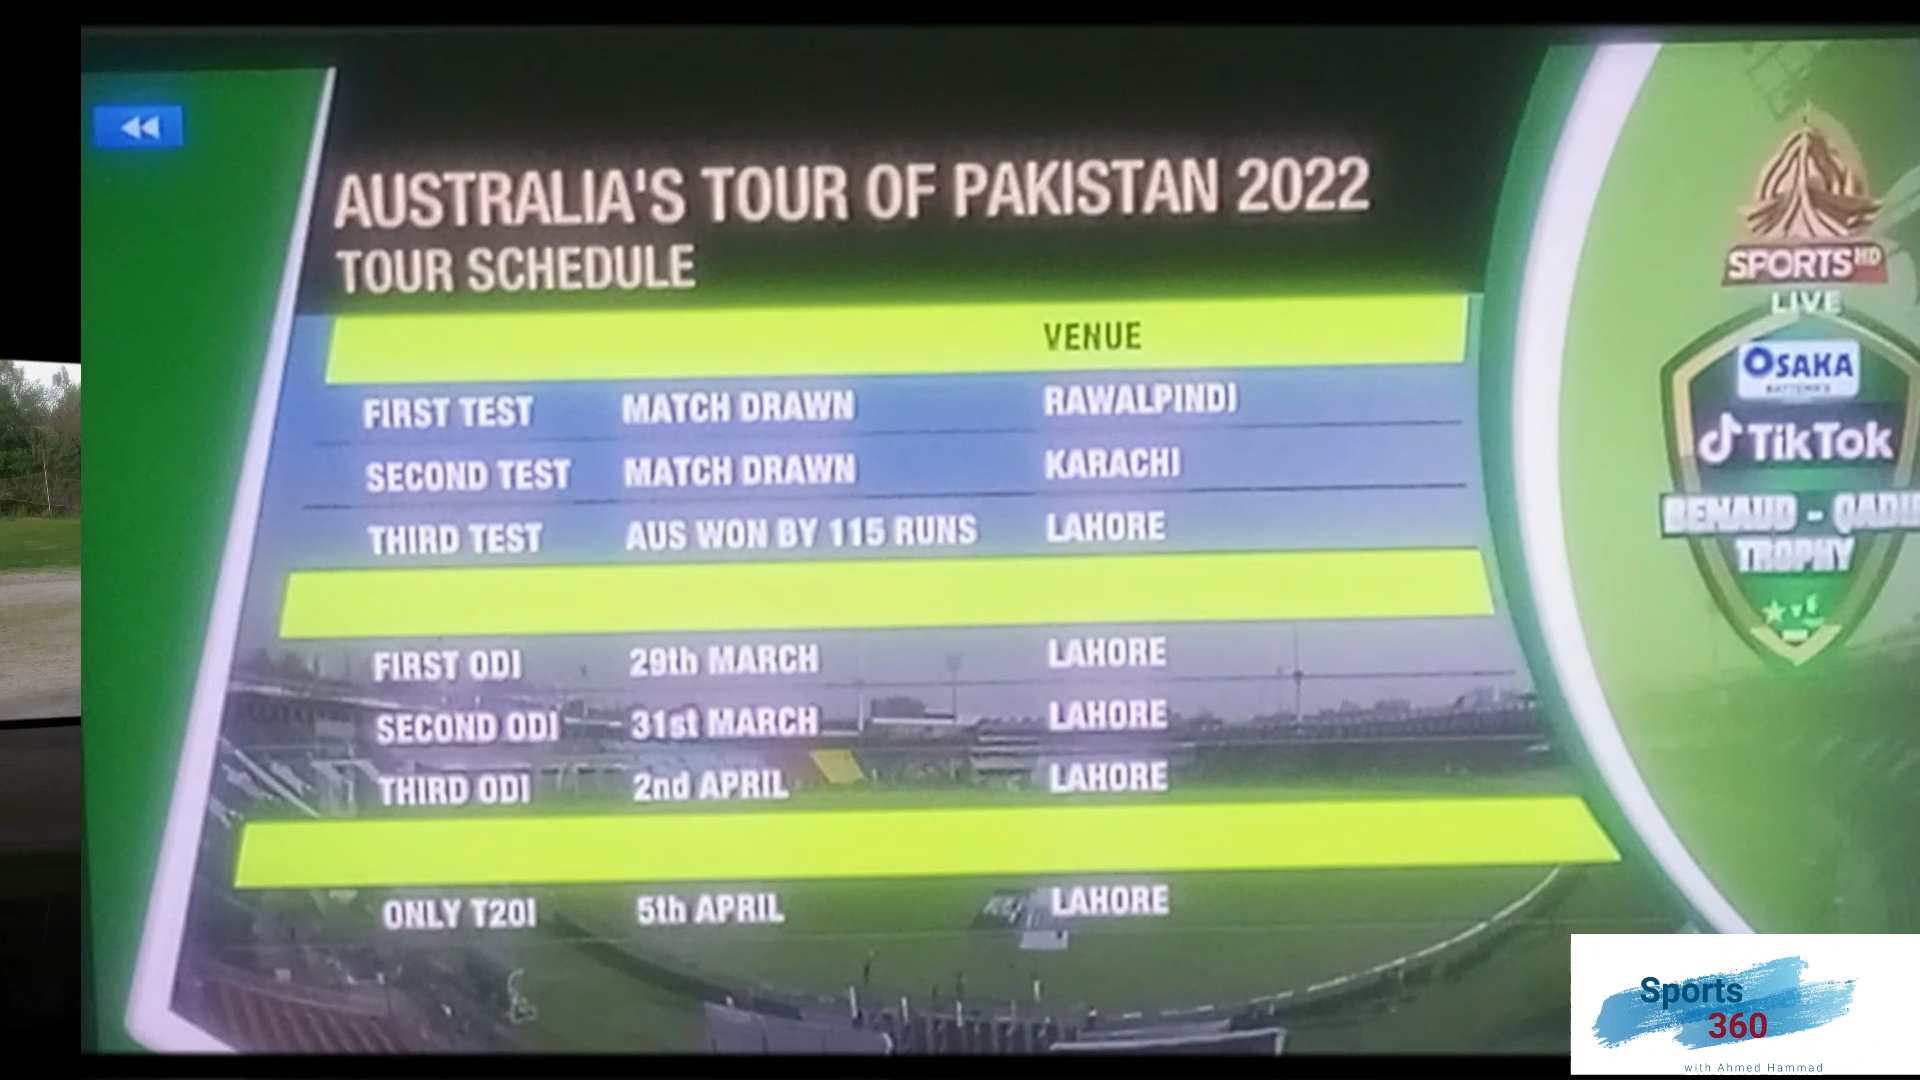 AUSTRALIA'S TOUR OF PAKISTAN 2022
TOUR SCHEDULE
VENUE
FIRST TEST MATCH DRAWN RAWALPINDI
SECOND TEST MATCH DRAWN KARACHI
THIRD TEST AUS WON BY 115 RUNS LAHORE
FIRST ODI 29th MARCH LAHORE
SECOND ODI 31st MARCH LAHORE
THIRD ODI 2nd APRIL LAHORE
ONLY T20I 5th APRIL LAHORE
SPORTS HD
LIVE
OSAKA
BATTERIES
TikTok
BENAUD - QADI
TROPHY
Sports
360
with Ahmed Hammad